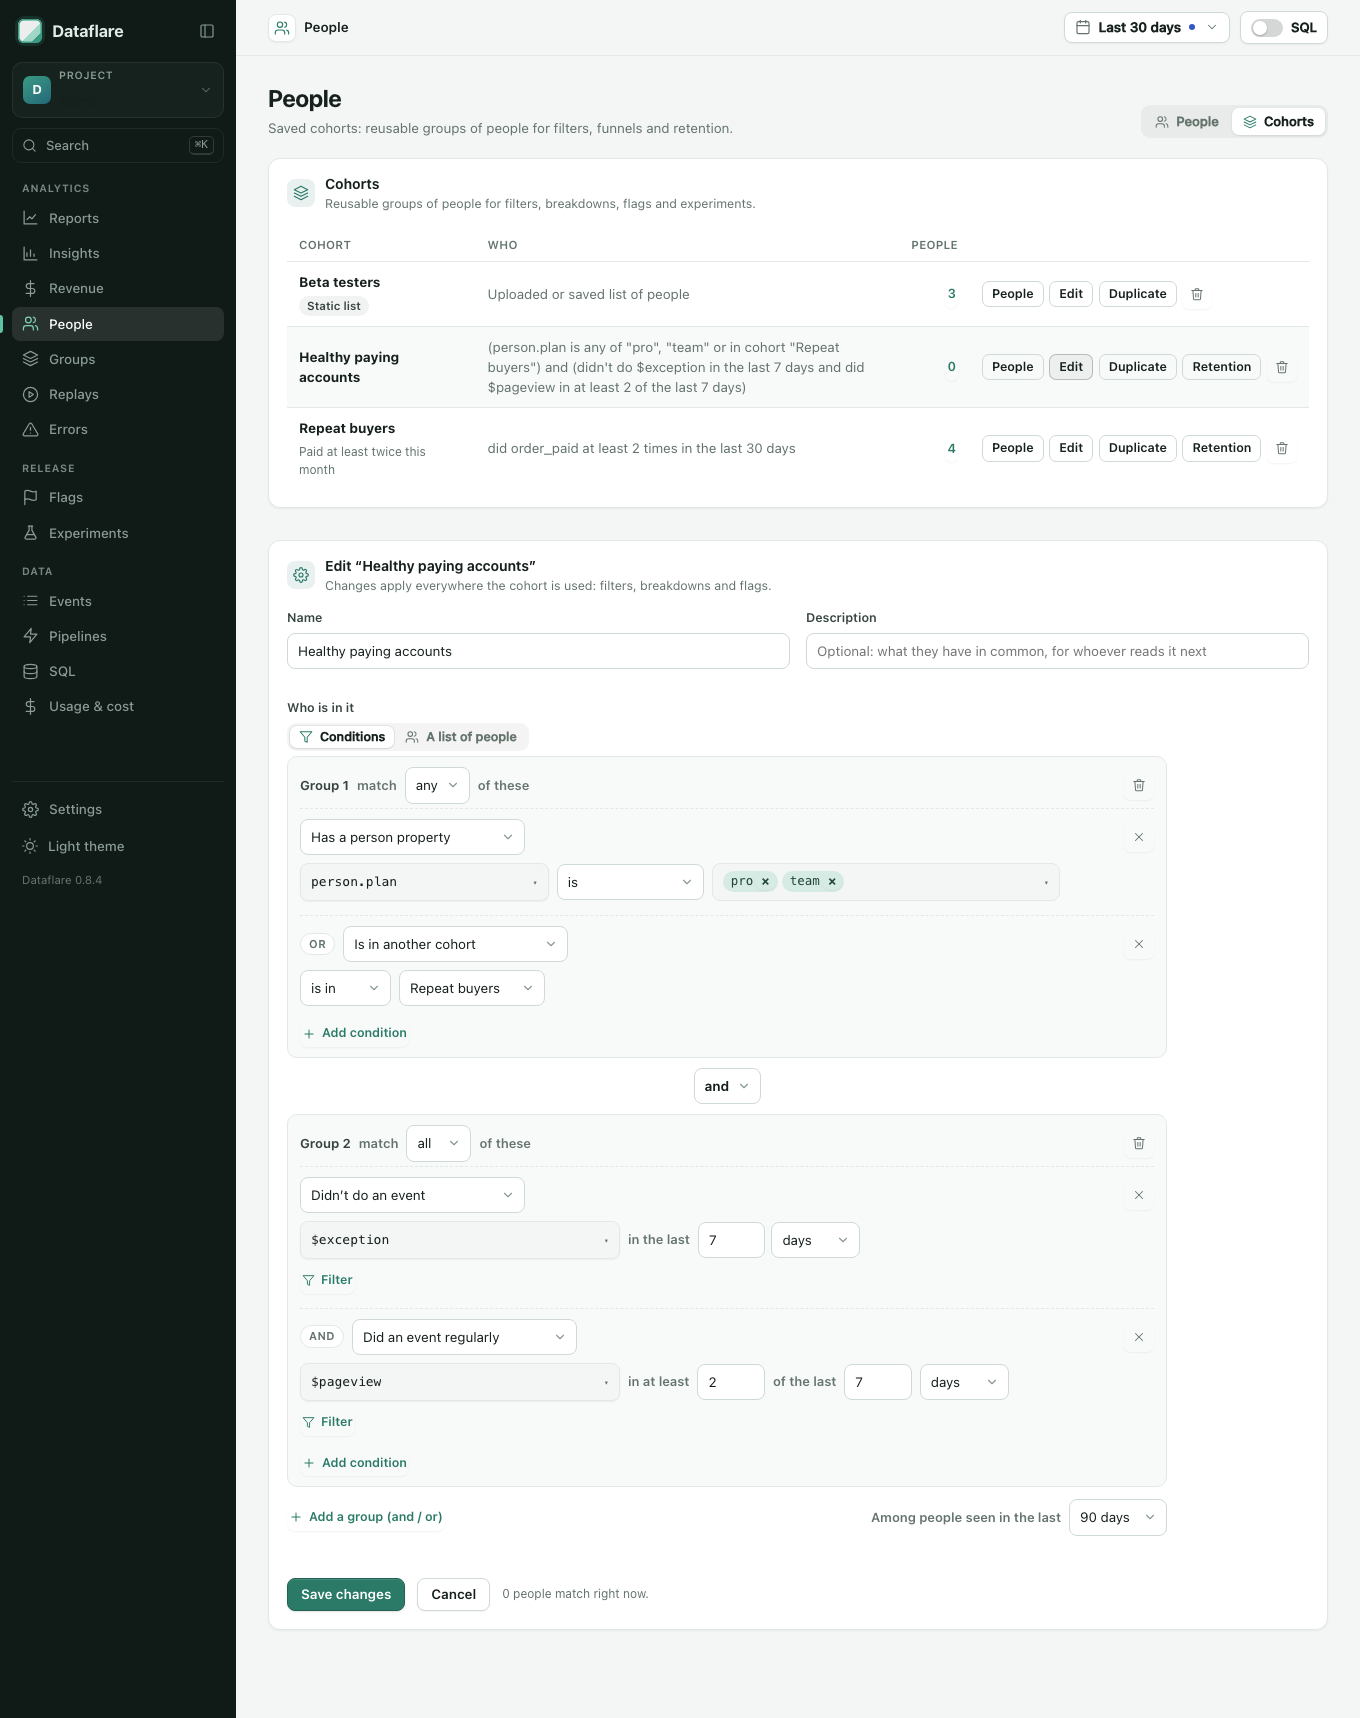 Dataflare
PROJECT
D
Search ⌘K
ANALYTICS
Reports
Insights
Revenue
People
Groups
Replays
Errors
RELEASE
Flags
Experiments
DATA
Events
Pipelines
SQL
Usage & cost
Settings
Light theme
Dataflare 0.8.4
People
Last 30 days
SQL
People
Saved cohorts: reusable groups of people for filters, funnels and retention.
People Cohorts
Cohorts
Reusable groups of people for filters, breakdowns, flags and experiments.
COHORT WHO PEOPLE
Beta testers
Static list
Uploaded or saved list of people
3 People Edit Duplicate
Healthy paying
accounts
(person.plan is any of "pro", "team" or in cohort "Repeat
buyers") and (didn't do $exception in the last 7 days and did
$pageview in at least 2 of the last 7 days)
0 People Edit Duplicate Retention
Repeat buyers
Paid at least twice this
month
did order_paid at least 2 times in the last 30 days
4 People Edit Duplicate Retention
Edit “Healthy paying accounts”
Changes apply everywhere the cohort is used: filters, breakdowns and flags.
Name
Healthy paying accounts
Description
Optional: what they have in common, for whoever reads it next
Who is in it
Conditions A list of people
Group 1 match any of these
Has a person property
person.plan is pro × team ×
OR Is in another cohort
is in Repeat buyers
+ Add condition
and
Group 2 match all of these
Didn't do an event
$exception in the last 7 days
Filter
AND Did an event regularly
$pageview in at least 2 of the last 7 days
Filter
+ Add condition
+ Add a group (and / or)
Among people seen in the last 90 days
Save changes Cancel 0 people match right now.